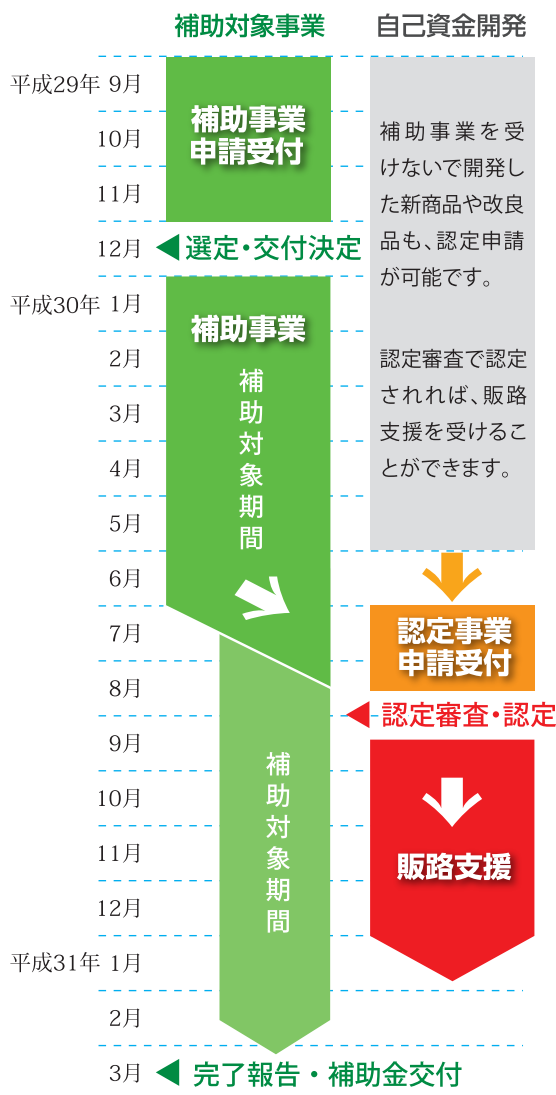 補助対象事業
自己資金開発
平成29年 9月
10月
11月
12月
平成30年 1月
2月
3月
4月
5月
6月
7月
8月
9月
10月
11月
12月
平成31年 1月
2月
3月
補助事業
申請受付
選定・交付決定
補助事業
補助対象期間
補助対象期間
完了報告・補助金交付
補助事業を受
けないで開発し
た新商品や改良
品も、認定申請
が可能です。
認定審査で認定
されれば、販路
支援を受けるこ
とができます。
認定事業
申請受付
認定審査・認定
販路支援